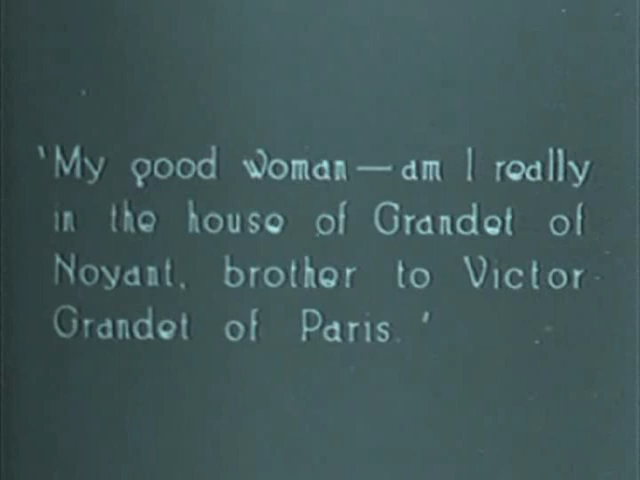 'My good woman — am I really
in the house of Grandet of
Noyant, brother to Victor
Grandet of Paris.'